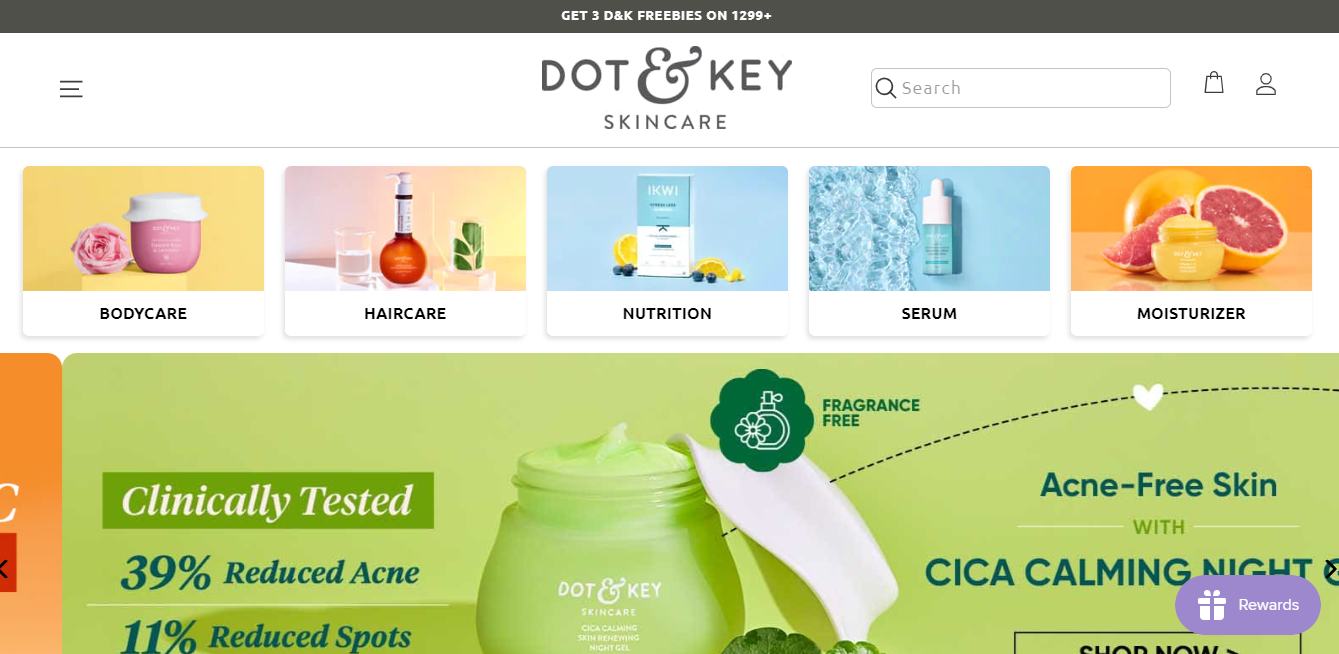 GET 3 D&K FREEBIES ON 1299+
DOT & KEY
SKINCARE
Search
IKWI
DOT & KEY
BODYCARE
HAIRCARE
NUTRITION
SERUM
MOISTURIZER
FRAGRANCE
FREE
C
Clinically Tested
39% Reduced Acne
11% Reduced Spots
DOT & KEY
SKINCARE
CICA CALMING
SKIN RENEWING
NIGHT GEL
Acne-Free Skin
WITH
CICA CALMING NIGHT G
Rewards
SHOP NOW >